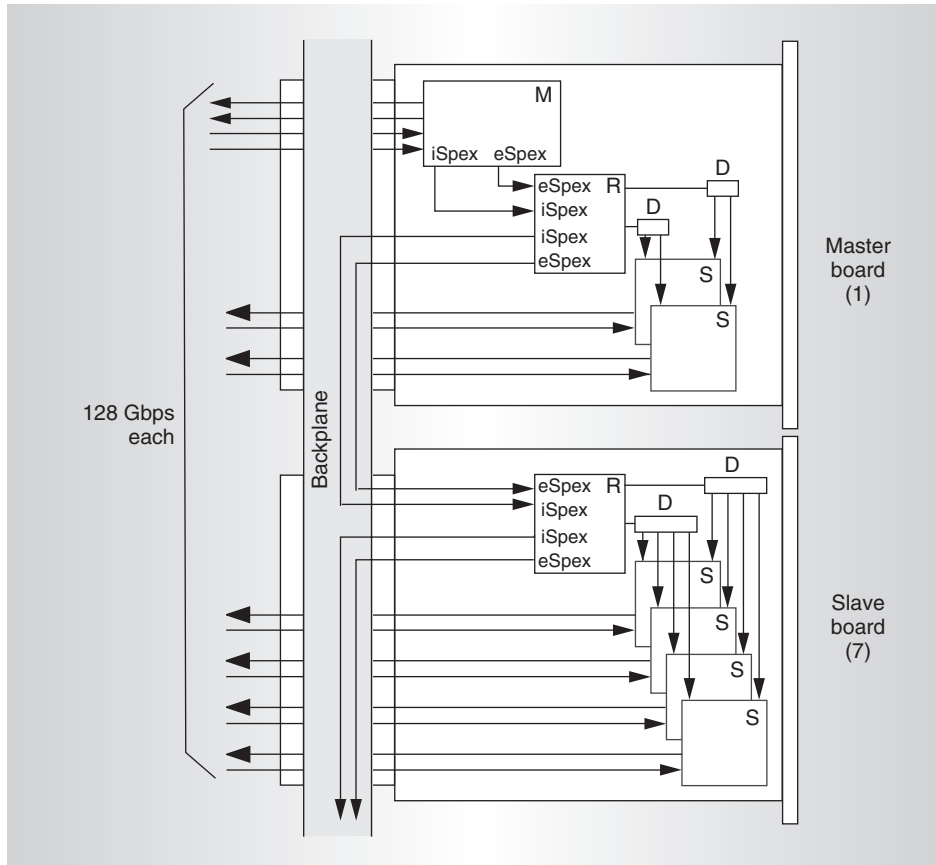 M
iSpex eSpex
D
eSpex R
iSpex
D
iSpex
eSpex
S
S
Master
board
(1)
128 Gbps
each
Backplane
D
eSpex R
iSpex
D
iSpex
eSpex
S
S
S
S
Slave
board
(7)